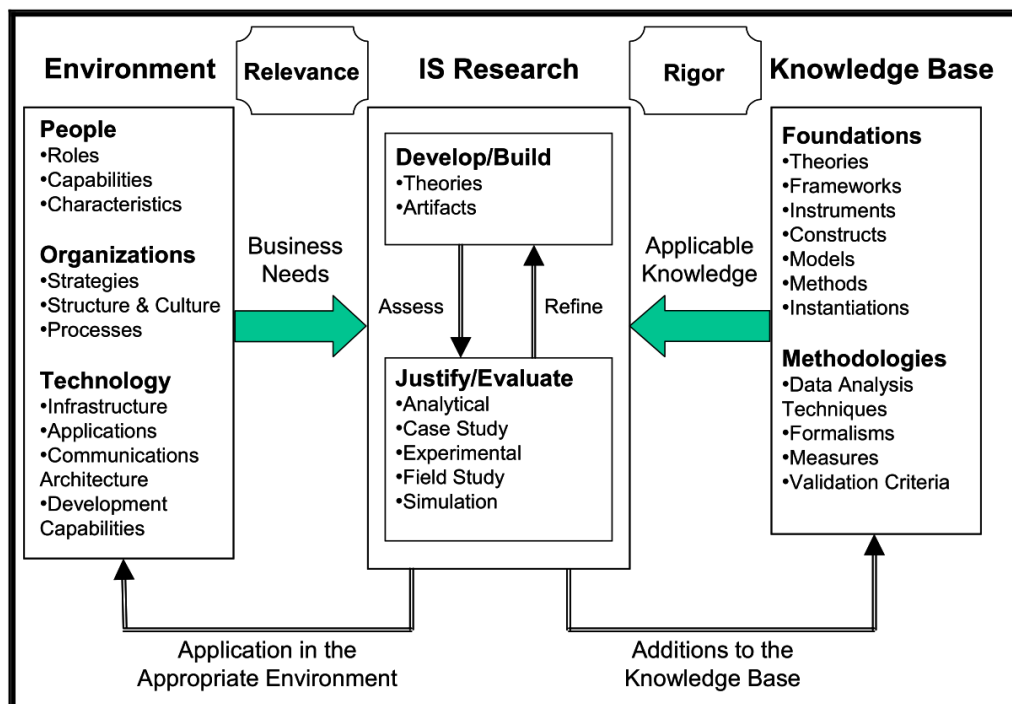 Environment
Relevance
IS Research
Rigor
Knowledge Base
People
•Roles
•Capabilities
•Characteristics
Organizations
•Strategies
•Structure & Culture
•Processes
Technology
•Infrastructure
•Applications
•Communications
Architecture
•Development
Capabilities
Business
Needs
Develop/Build
•Theories
•Artifacts
Assess
Refine
Justify/Evaluate
•Analytical
•Case Study
•Experimental
•Field Study
•Simulation
Applicable
Knowledge
Foundations
•Theories
•Frameworks
•Instruments
•Constructs
•Models
•Methods
•Instantiations
Methodologies
•Data Analysis
Techniques
•Formalisms
•Measures
•Validation Criteria
Application in the
Appropriate Environment
Additions to the
Knowledge Base